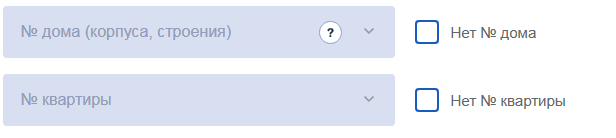 № дома (корпуса, строения) ? Нет № дома
№ квартиры Нет № квартиры